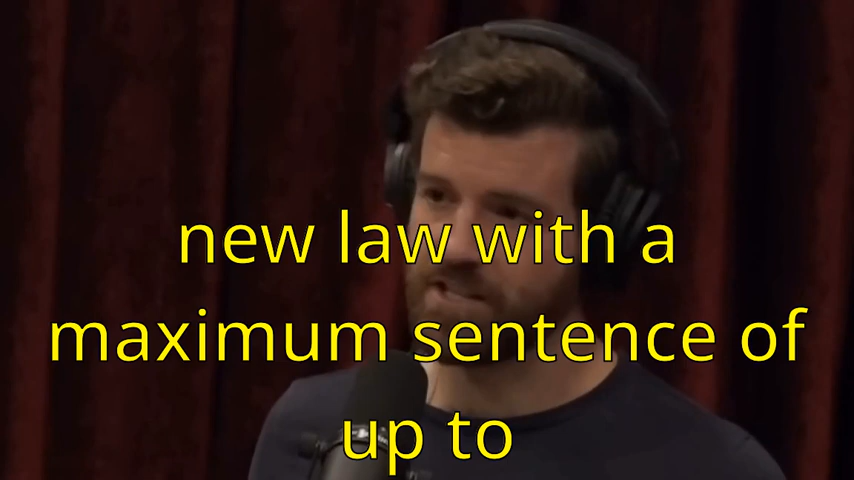 new law with a
maximum sentence of
up to